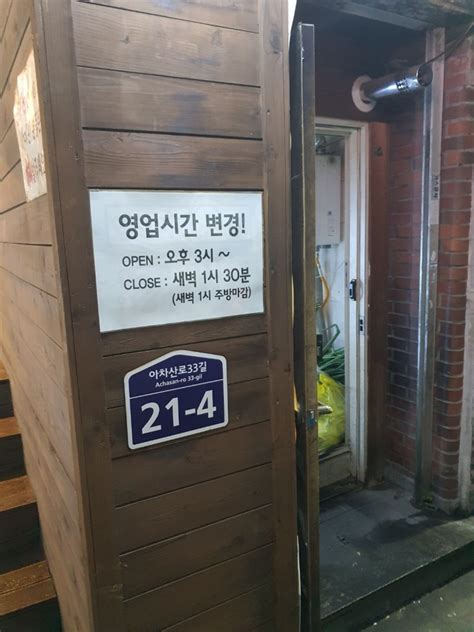 영업시간 변경!
OPEN : 오후 3시 ~
CLOSE : 새벽 1시 30분
(새벽 1시 주방마감)
아차산로33길
Achasan-ro 33-gil
21-4